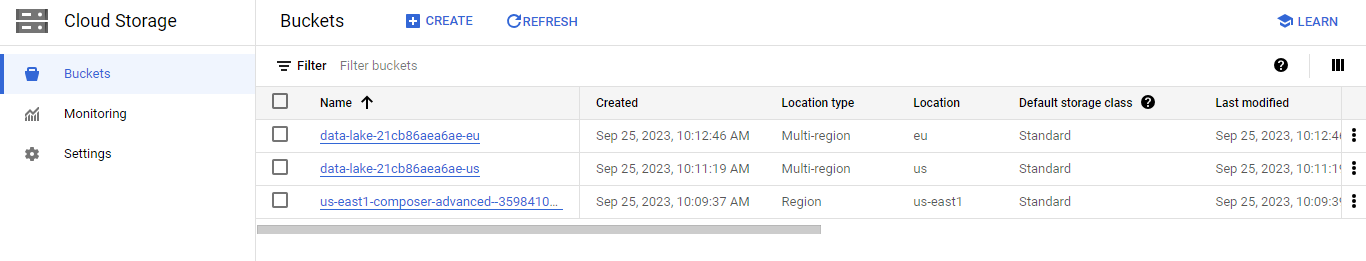 Cloud Storage
Buckets
CREATE
REFRESH
LEARN
Buckets
Monitoring
Settings
Filter Filter buckets
Name Created Location type Location Default storage class Last modified
data-lake-21cb86aea6ae-eu Sep 25, 2023, 10:12:46 AM Multi-region eu Standard Sep 25, 2023, 10:12:46
data-lake-21cb86aea6ae-us Sep 25, 2023, 10:11:19 AM Multi-region us Standard Sep 25, 2023, 10:11:19
us-east1-composer-advanced--3598410... Sep 25, 2023, 10:09:37 AM Region us-east1 Standard Sep 25, 2023, 10:09:39